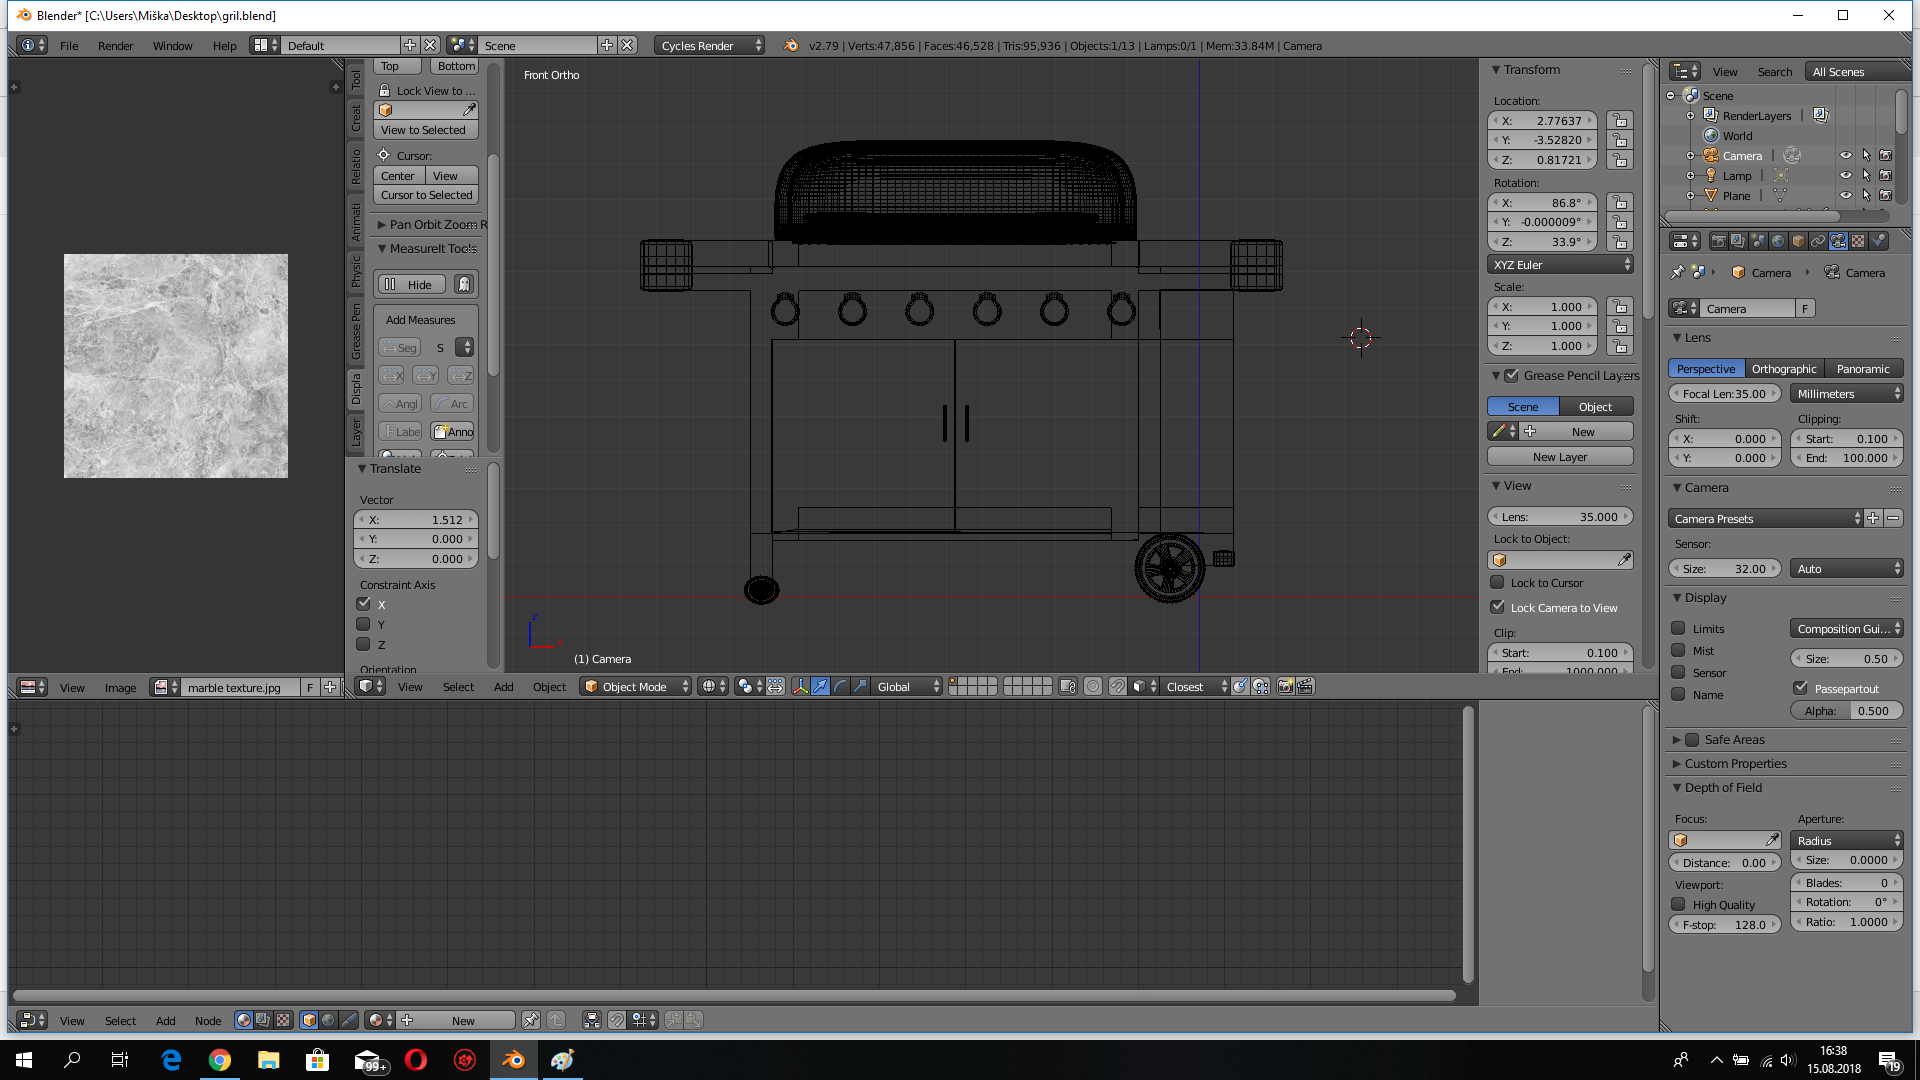 Blender* [C:\Users\Miška\Desktop\gril.blend]
File Render Window Help Default Scene Cycles Render v2.79 | Verts:47,856 | Faces:46,528 | Tris:95,936 | Objects:1/13 | Lamps:0/1 | Mem:33.84M | Camera
Tool
Creat
Relatio
Animati
Physic
Grease Pen
Displa
Layer
Top Bottom
Lock View to ...
View to Selected
Cursor:
Center View
Cursor to Selected
Pan Orbit Zoom R
MeasureIt Tools
Hide
Add Measures
Seg S
X Y Z
Angl Arc
Labe Anno
Translate
Vector
X: 1.512
Y: 0.000
Z: 0.000
Constraint Axis
X
Y
Z
Orientation
Front Ortho
z
x
(1) Camera
Transform
Location:
X: 2.77637
Y: -3.52820
Z: 0.81721
Rotation:
X: 86.8°
Y: -0.000009°
Z: 33.9°
XYZ Euler
Scale:
X: 1.000
Y: 1.000
Z: 1.000
Grease Pencil Layers
Scene Object
New
New Layer
View
Lens: 35.000
Lock to Object:
Lock to Cursor
Lock Camera to View
Clip:
Start: 0.100
End: 1000.000
View Search All Scenes
Scene
RenderLayers
World
Camera
Lamp
Plane
Camera Camera
Camera F
Lens
Perspective Orthographic Panoramic
Focal Len:35.00 Millimeters
Shift: Clipping:
X: 0.000 Start: 0.100
Y: 0.000 End: 100.000
Camera
Camera Presets
Sensor:
Size: 32.00 Auto
Display
Limits Composition Gui...
Mist Size: 0.50
Sensor Passepartout
Name Alpha: 0.500
Safe Areas
Custom Properties
Depth of Field
Focus: Aperture:
Radius
Distance: 0.00 Size: 0.0000
Viewport: Blades: 0
High Quality Rotation: 0°
F-stop: 128.0 Ratio: 1.0000
View Image marble texture.jpg F
View Select Add Object Object Mode Global Closest
View Select Add Node New
99+
16:38
15.08.2018
19